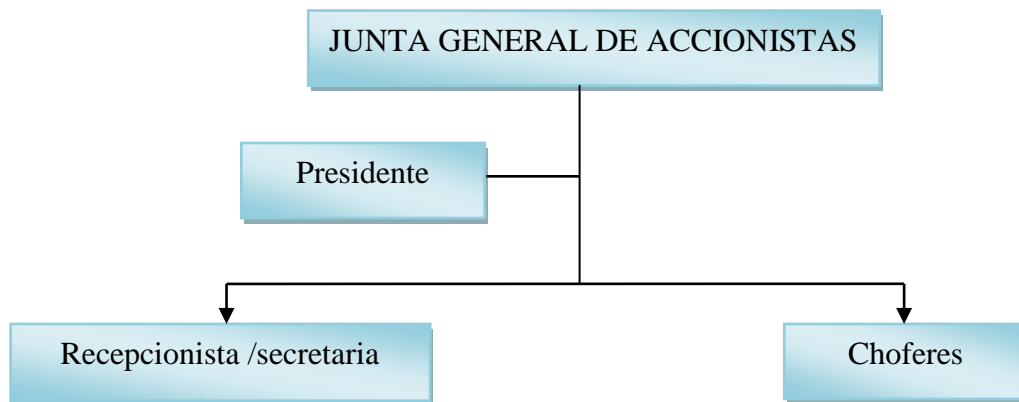 JUNTA GENERAL DE ACCIONISTAS
Presidente
Recepcionista /secretaria
Choferes